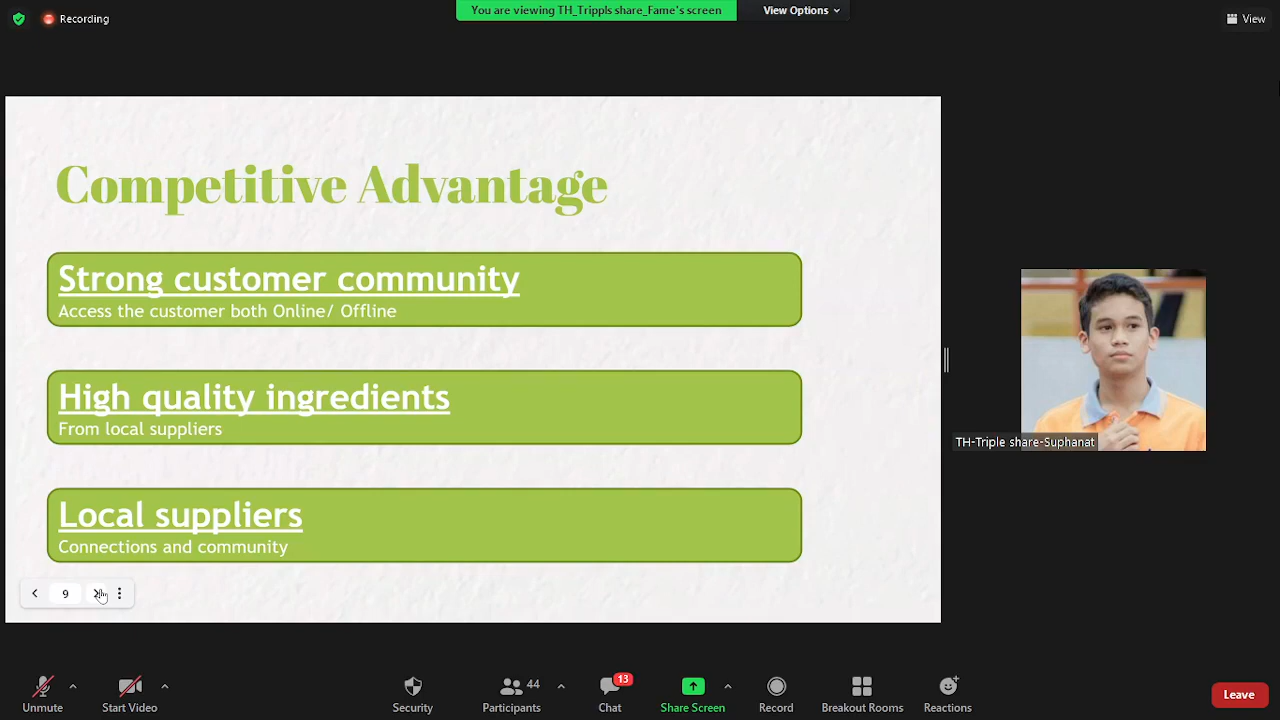 Recording
You are viewing TH_Trippls share_Fame's screen
View Options
View
Competitive Advantage
Strong customer community
Access the customer both Online/ Offline
High quality ingredients
From local suppliers
Local suppliers
Connections and community
9
TH-Triple share-Suphanat
Unmute
Start Video
Security
44
Participants
13
Chat
Share Screen
Record
Breakout Rooms
Reactions
Leave